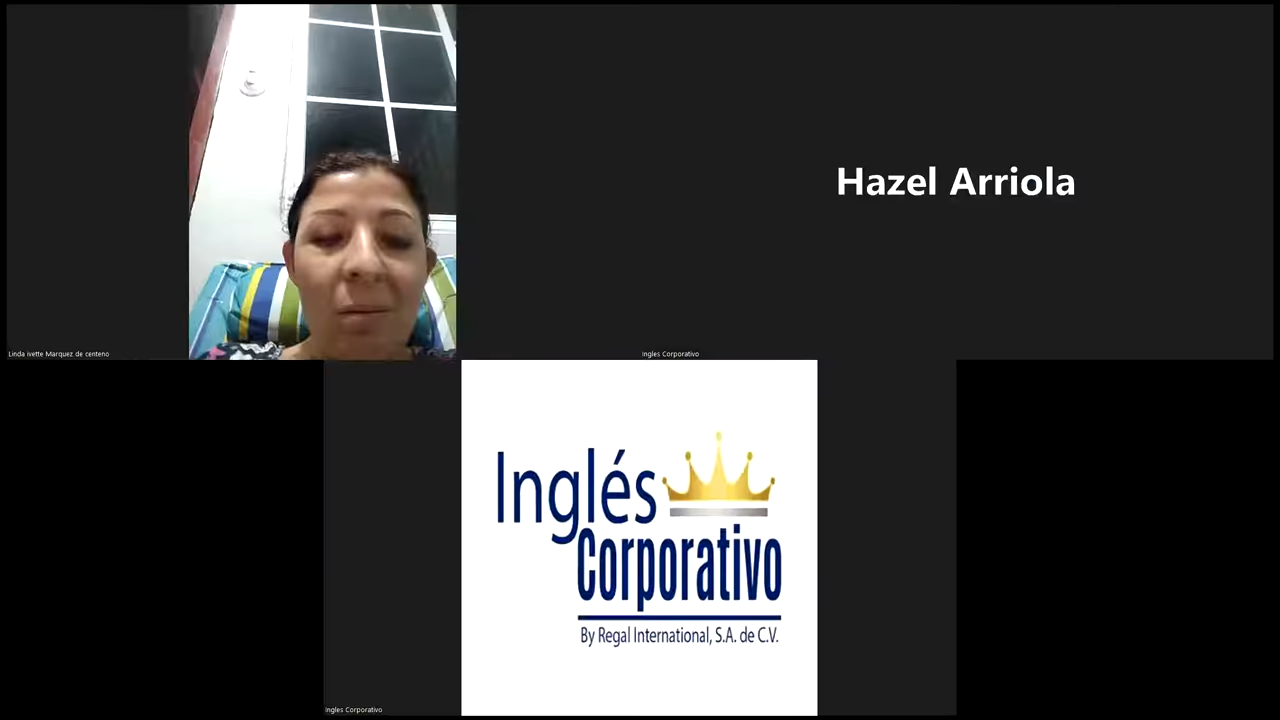 Hazel Arriola
Linda ivette Marquez de centeno
Ingles Corporativo
Inglés
Corporativo
By Regal International, S.A. de C.V.
Ingles Corporativo